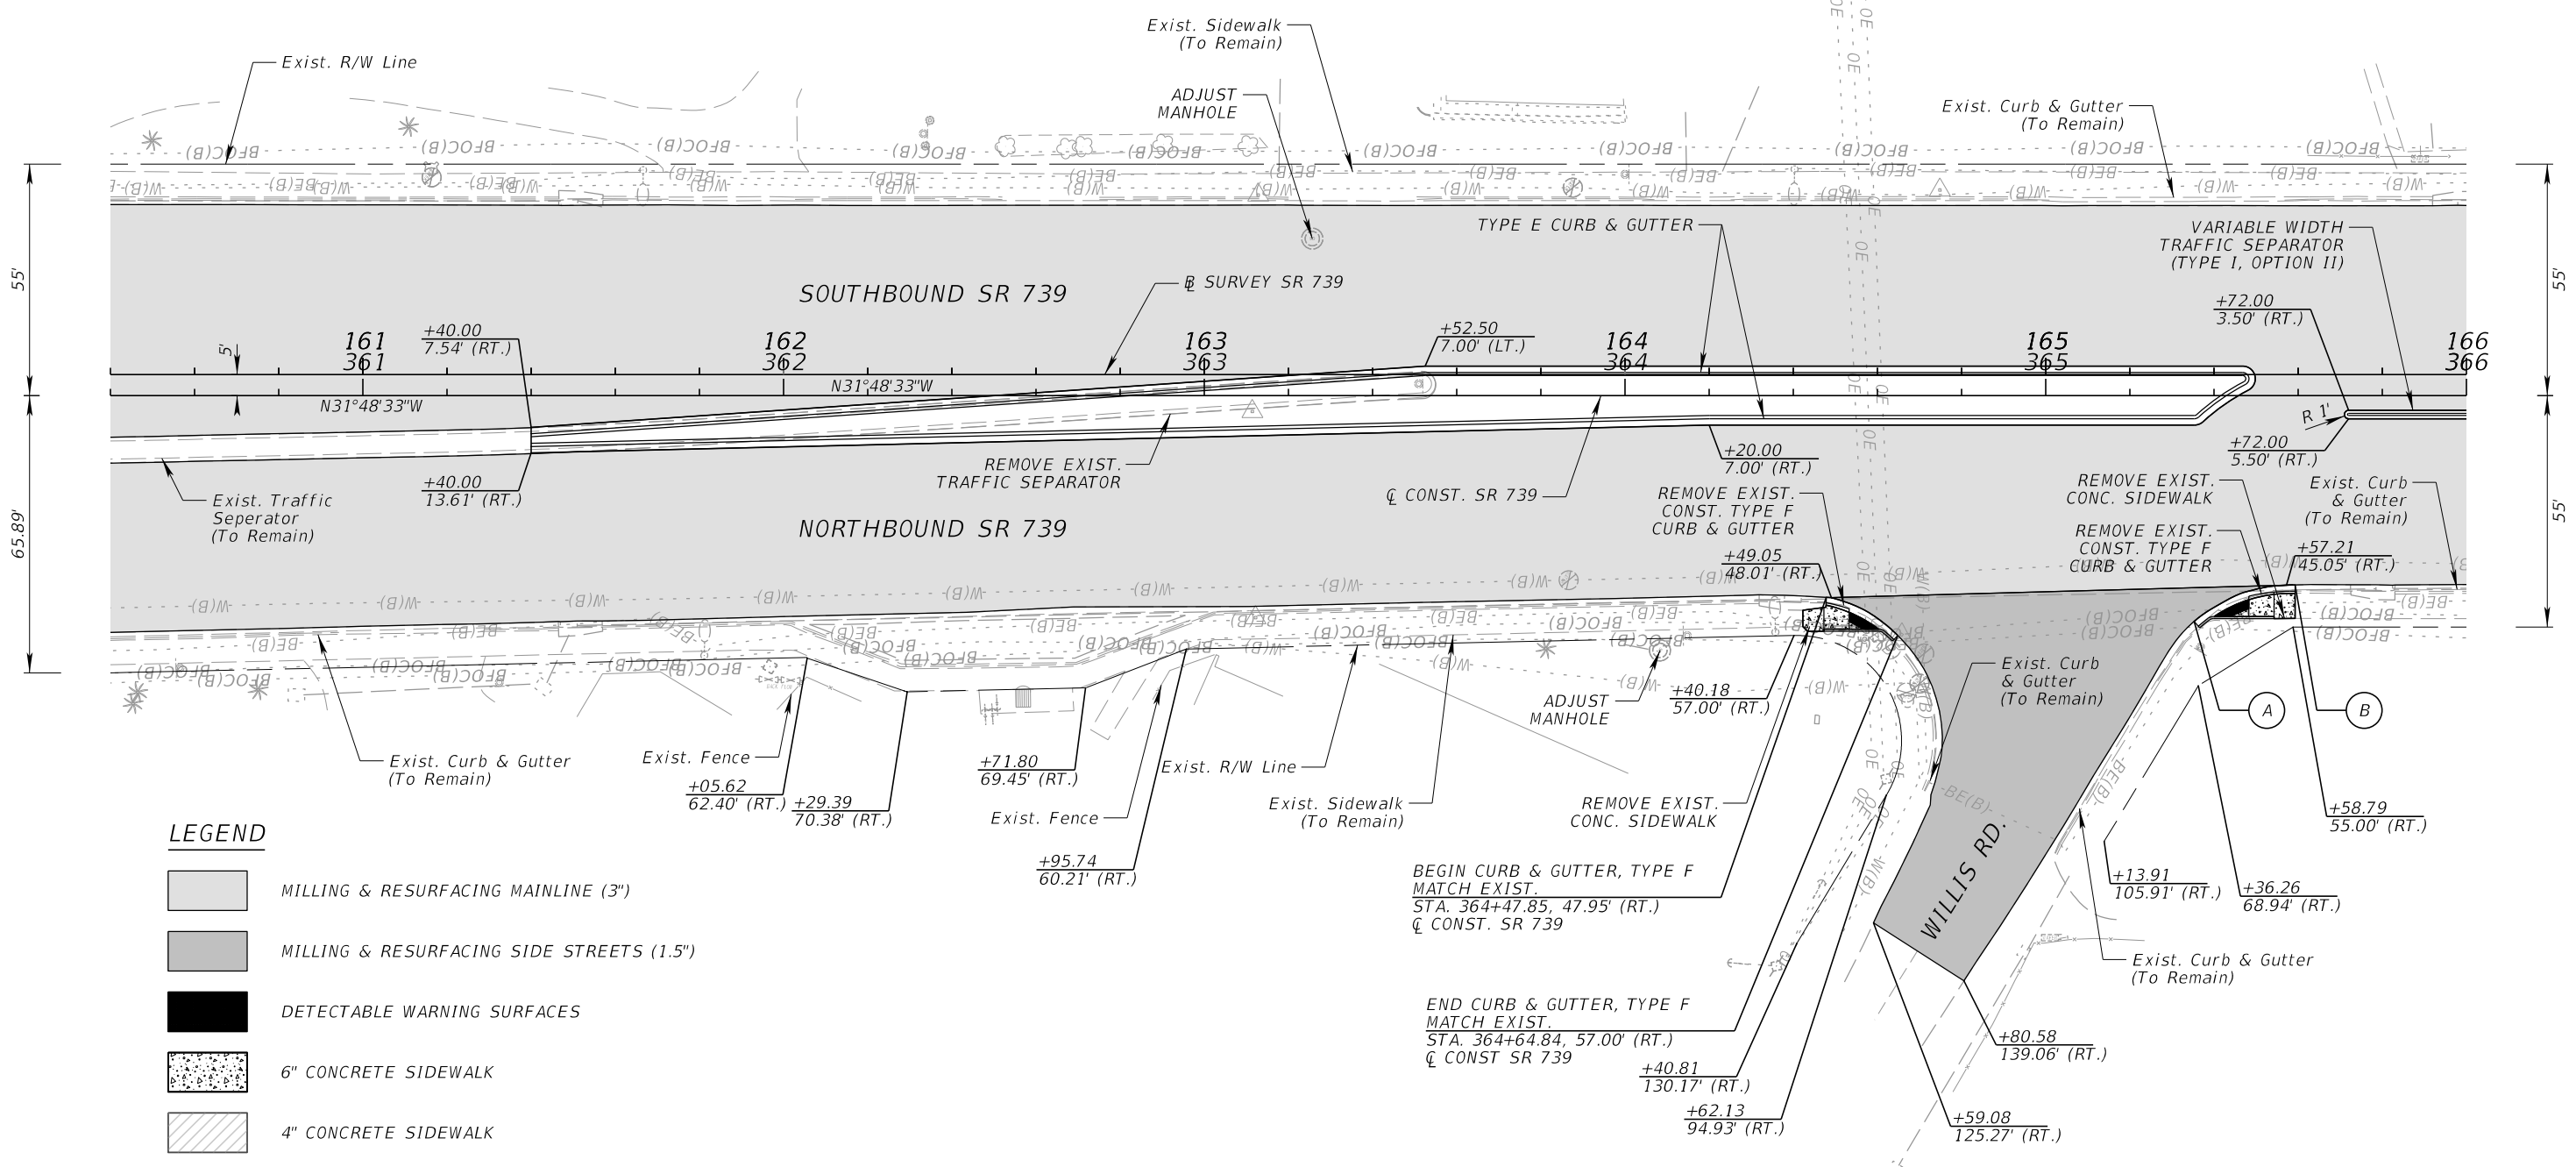 Exist. Sidewalk
(To Remain)
Exist. R/W Line
ADJUST
MANHOLE
Exist. Curb & Gutter
(To Remain)
TYPE E CURB & GUTTER
VARIABLE WIDTH
TRAFFIC SEPARATOR
(TYPE I, OPTION II)
55'
55'
SOUTHBOUND SR 739
℄ SURVEY SR 739
+72.00
3.50' (RT.)
+40.00
7.54' (RT.)
+52.50
7.00' (LT.)
5'
161
361
162
362
163
363
164
364
165
365
166
366
N31°48'33"W
N31°48'33"W
R 1'
REMOVE EXIST.
TRAFFIC SEPARATOR
+40.00
13.61' (RT.)
℄ CONST. SR 739
+20.00
7.00' (RT.)
+72.00
5.50' (RT.)
Exist. Traffic
Seperator
(To Remain)
REMOVE EXIST.
CONST. TYPE F
CURB & GUTTER
REMOVE EXIST.
CONC. SIDEWALK
Exist. Curb
& Gutter
(To Remain)
65.89'
NORTHBOUND SR 739
REMOVE EXIST.
CONST. TYPE F
CURB & GUTTER
55'
+49.05
48.01' (RT.)
+57.21
45.05' (RT.)
Exist. Curb
& Gutter
(To Remain)
A
B
ADJUST
MANHOLE
+40.18
57.00' (RT.)
Exist. Curb & Gutter
(To Remain)
Exist. Fence
+05.62
62.40' (RT.)
+29.39
70.38' (RT.)
+71.80
69.45' (RT.)
Exist. Fence
Exist. R/W Line
Exist. Sidewalk
(To Remain)
REMOVE EXIST.
CONC. SIDEWALK
+95.74
60.21' (RT.)
+58.79
55.00' (RT.)
+13.91
105.91' (RT.)
+36.26
68.94' (RT.)
WILLIS RD.
BEGIN CURB & GUTTER, TYPE F
MATCH EXIST.
STA. 364+47.85, 47.95' (RT.)
℄ CONST. SR 739
Exist. Curb & Gutter
(To Remain)
END CURB & GUTTER, TYPE F
MATCH EXIST.
STA. 364+64.84, 57.00' (RT.)
℄ CONST SR 739
+40.81
130.17' (RT.)
+62.13
94.93' (RT.)
+80.58
139.06' (RT.)
+59.08
125.27' (RT.)
LEGEND
MILLING & RESURFACING MAINLINE (3")
MILLING & RESURFACING SIDE STREETS (1.5")
DETECTABLE WARNING SURFACES
6" CONCRETE SIDEWALK
4" CONCRETE SIDEWALK